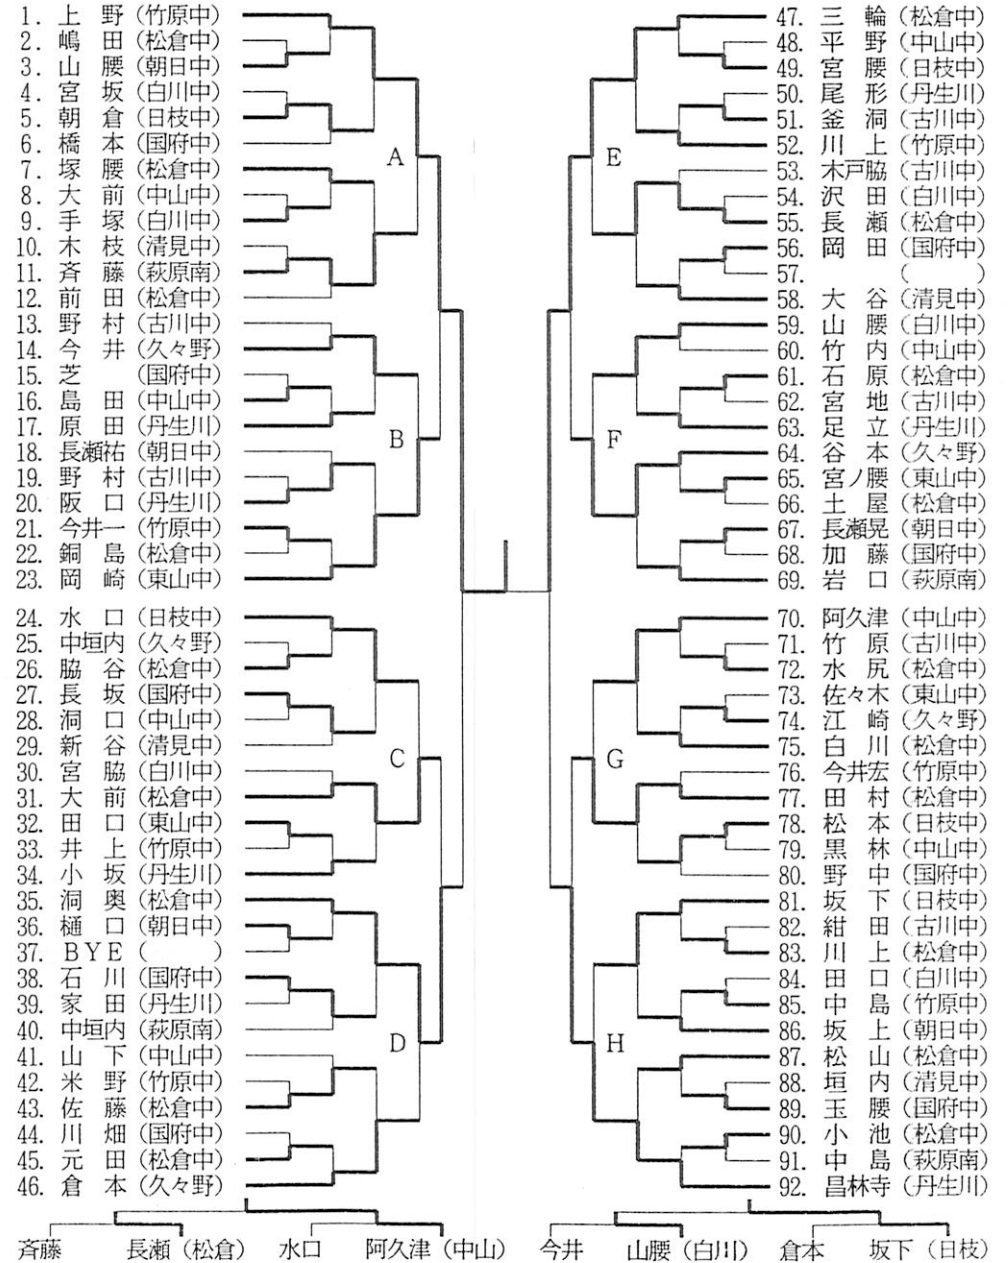 1. 上野(竹原中)
2. 嶋田(松倉中)
3. 山腰(朝日中)
4. 宮坂(白川中)
5. 朝倉(日枝中)
6. 橋本(国府中)
7. 塚腰(松倉中)
8. 大前(中山中)
9. 手塚(白川中)
10. 木枝(清見中)
11. 斉藤(萩原南)
12. 前田(松倉中)
13. 野村(古川中)
14. 今井(久々野)
15. 芝(国府中)
16. 島田(中山中)
17. 原田(丹生川)
18. 長瀬祐(朝日中)
19. 野村(古川中)
20. 阪口(丹生川)
21. 今井一(竹原中)
22. 銅島(松倉中)
23. 岡崎(東山中)
24. 水口(日枝中)
25. 中垣内(久々野)
26. 脇谷(松倉中)
27. 長坂(国府中)
28. 洞口(中山中)
29. 新谷(清見中)
30. 宮脇(白川中)
31. 大前(松倉中)
32. 田口(東山中)
33. 井上(竹原中)
34. 小坂(丹生川)
35. 洞奥(松倉中)
36. 樋口(朝日中)
37. BYE( )
38. 石川(国府中)
39. 家田(丹生川)
40. 中垣内(萩原南)
41. 山下(中山中)
42. 米野(竹原中)
43. 佐藤(松倉中)
44. 川畑(国府中)
45. 元田(松倉中)
46. 倉本(久々野)
A
B
C
D
E
F
G
H
47. 三輪(松倉中)
48. 平野(中山中)
49. 宮腰(日枝中)
50. 尾形(丹生川)
51. 釜洞(古川中)
52. 川上(竹原中)
53. 木戸脇(古川中)
54. 沢田(白川中)
55. 長瀬(松倉中)
56. 岡田(国府中)
57. ( )
58. 大谷(清見中)
59. 山腰(白川中)
60. 竹内(中山中)
61. 石原(松倉中)
62. 宮地(古川中)
63. 足立(丹生川)
64. 谷本(久々野)
65. 宮ノ腰(東山中)
66. 土屋(松倉中)
67. 長瀬晃(朝日中)
68. 加藤(国府中)
69. 岩口(萩原南)
70. 阿久津(中山中)
71. 竹原(古川中)
72. 水尻(松倉中)
73. 佐々木(東山中)
74. 江崎(久々野)
75. 白川(松倉中)
76. 今井宏(竹原中)
77. 田村(松倉中)
78. 松本(日枝中)
79. 黒林(中山中)
80. 野中(国府中)
81. 坂下(日枝中)
82. 紺田(古川中)
83. 川上(松倉中)
84. 田口(白川中)
85. 中島(竹原中)
86. 坂上(朝日中)
87. 松山(松倉中)
88. 垣内(清見中)
89. 玉腰(国府中)
90. 小池(松倉中)
91. 中島(萩原南)
92. 昌林寺(丹生川)
斉藤 長瀬(松倉) 水口 阿久津(中山) 今井 山腰(白川) 倉本 坂下(日枝)